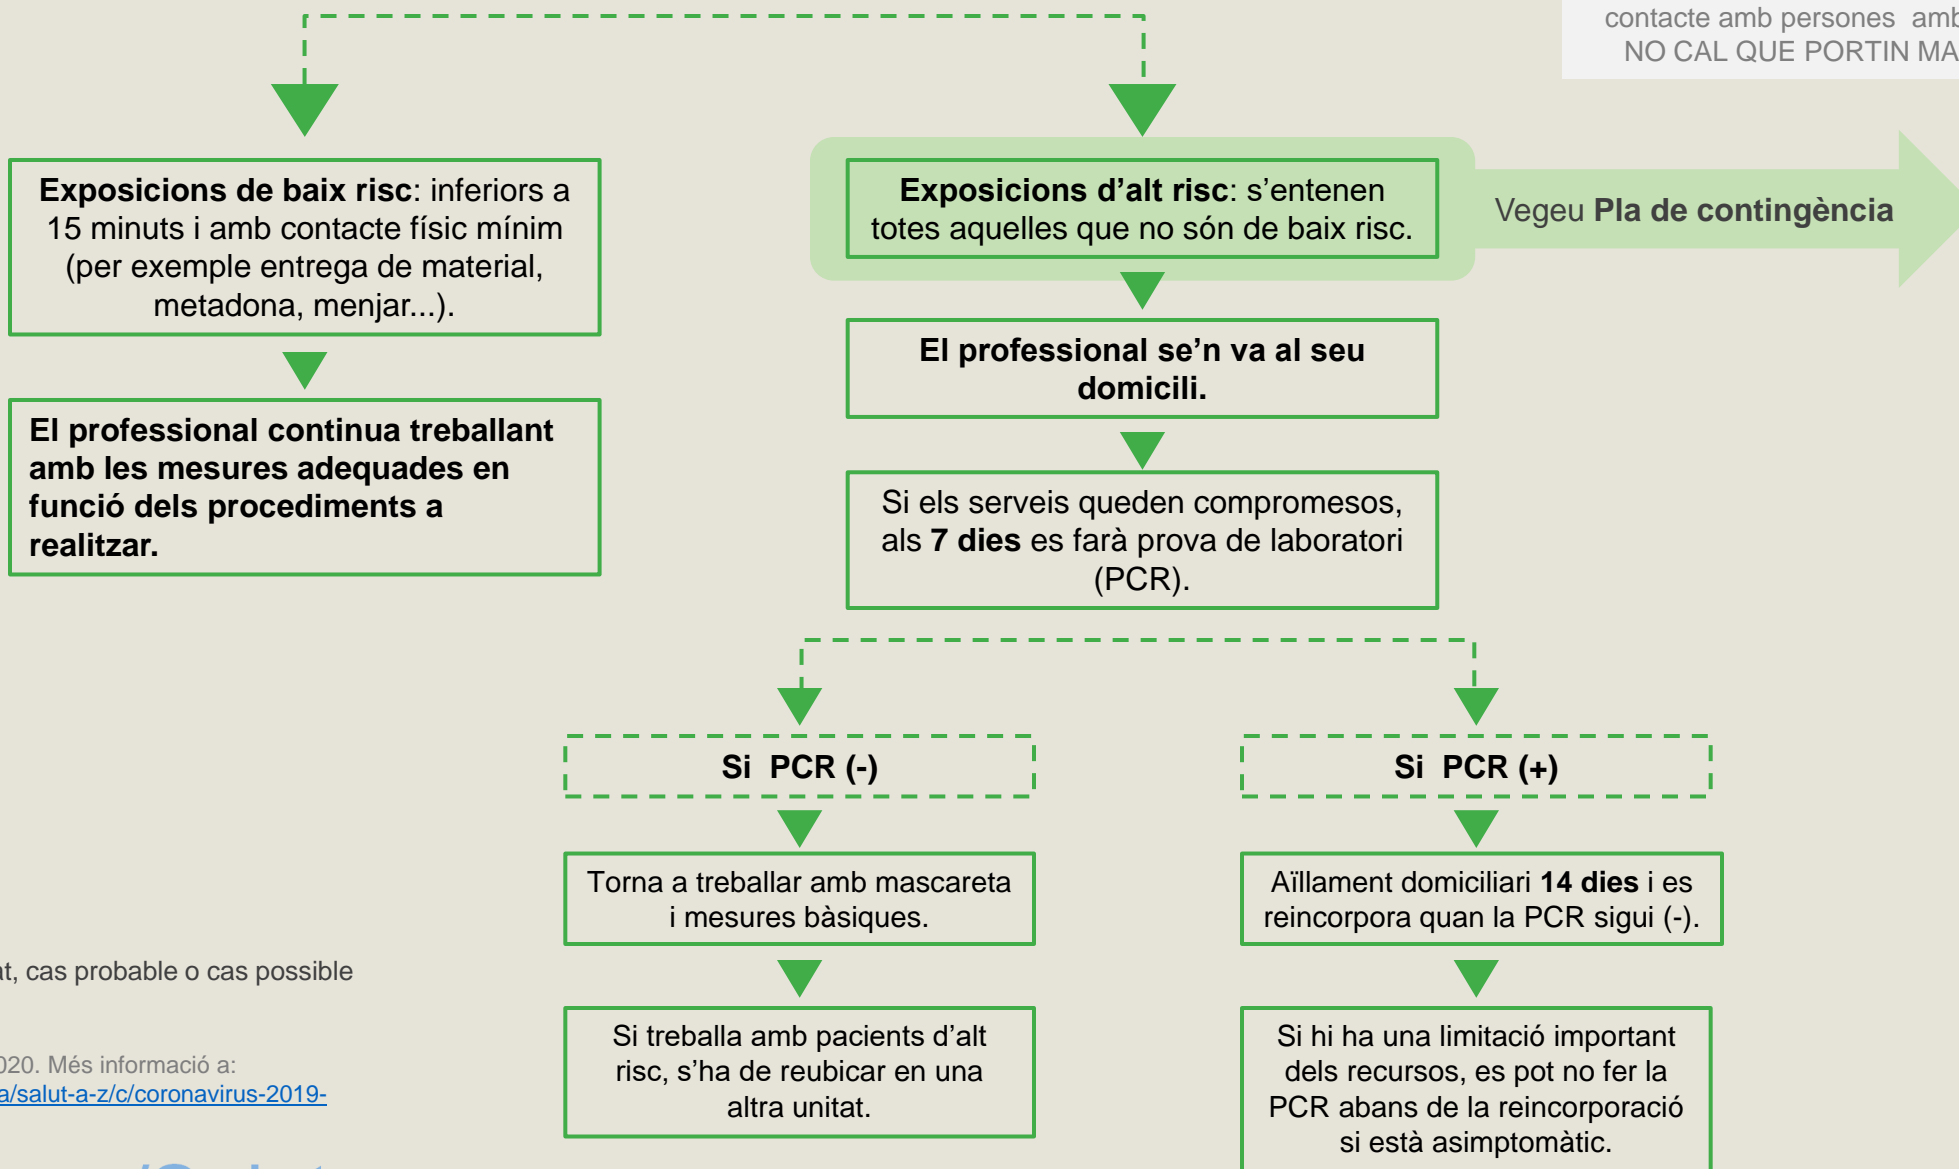 contacte amb persones
NO CAL QUE PORTIN
Exposicions de baix risc: inferiors a
15 minuts i amb contacte físic mínim
(per exemple entrega de material,
metadona, menjar...).
El professional continua treballant
amb les mesures adequades en
funció dels procediments a
realitzar.
Exposicions d’alt risc: s’entenen
totes aquelles que no són de baix risc.
Vegeu Pla de contingència
El professional se’n va al seu
domicili.
Si els serveis queden compromesos,
als 7 dies es farà prova de laboratori
(PCR).
Si PCR (-)
Torna a treballar amb mascareta
i mesures bàsiques.
Si treballa amb pacients d’alt
risc, s’ha de reubicar en una
altra unitat.
Si PCR (+)
Aïllament domiciliari 14 dies i es
reincorpora quan la PCR sigui (-).
Si hi ha una limitació important
dels recursos, es pot no fer la
PCR abans de la reincorporació
si està asimptomàtic.
cas probable o cas possible
Més informació a:
/salut-a-z/c/coronavirus-2019-